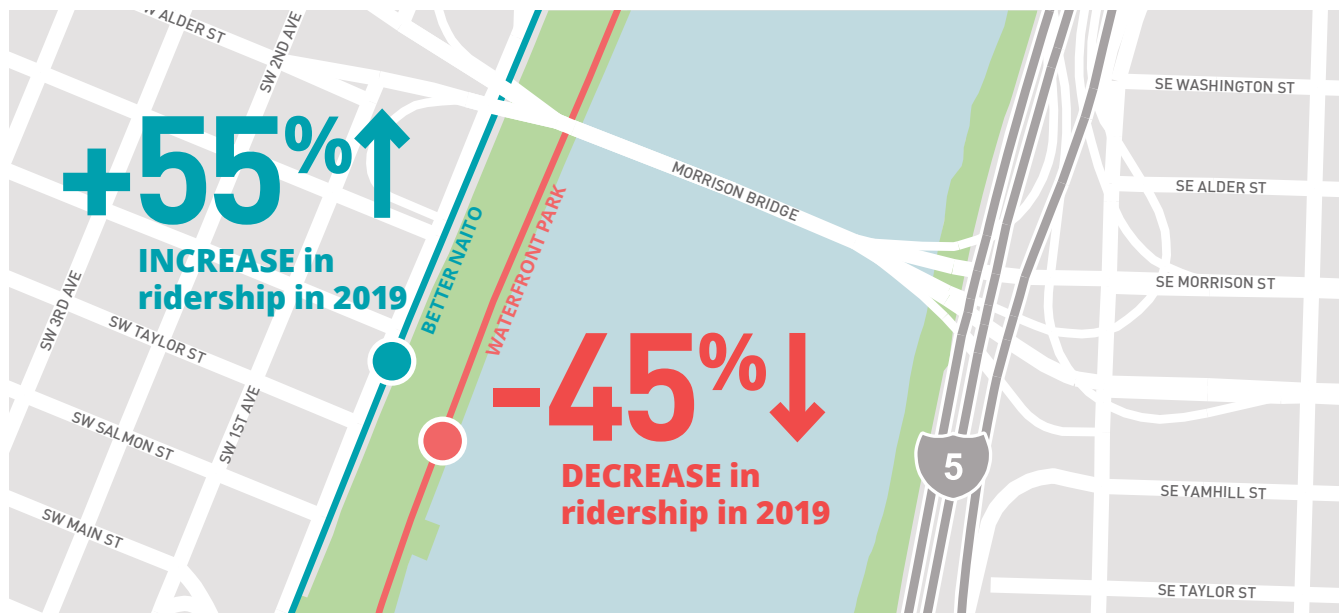 W ALDER ST
SW 2ND AVE
SE WASHINGTON ST
+55%
MORRISON BRIDGE
SE ALDER ST
INCREASE in
ridership in 2019
BETTER NAITO
WATERFRONT PARK
SE MORRISON ST
SW 3RD AVE
SW TAYLOR ST
-45%
SW 1ST AVE
SW SALMON ST
DECREASE in
ridership in 2019
5
SE YAMHILL ST
SW MAIN ST
SE TAYLOR ST